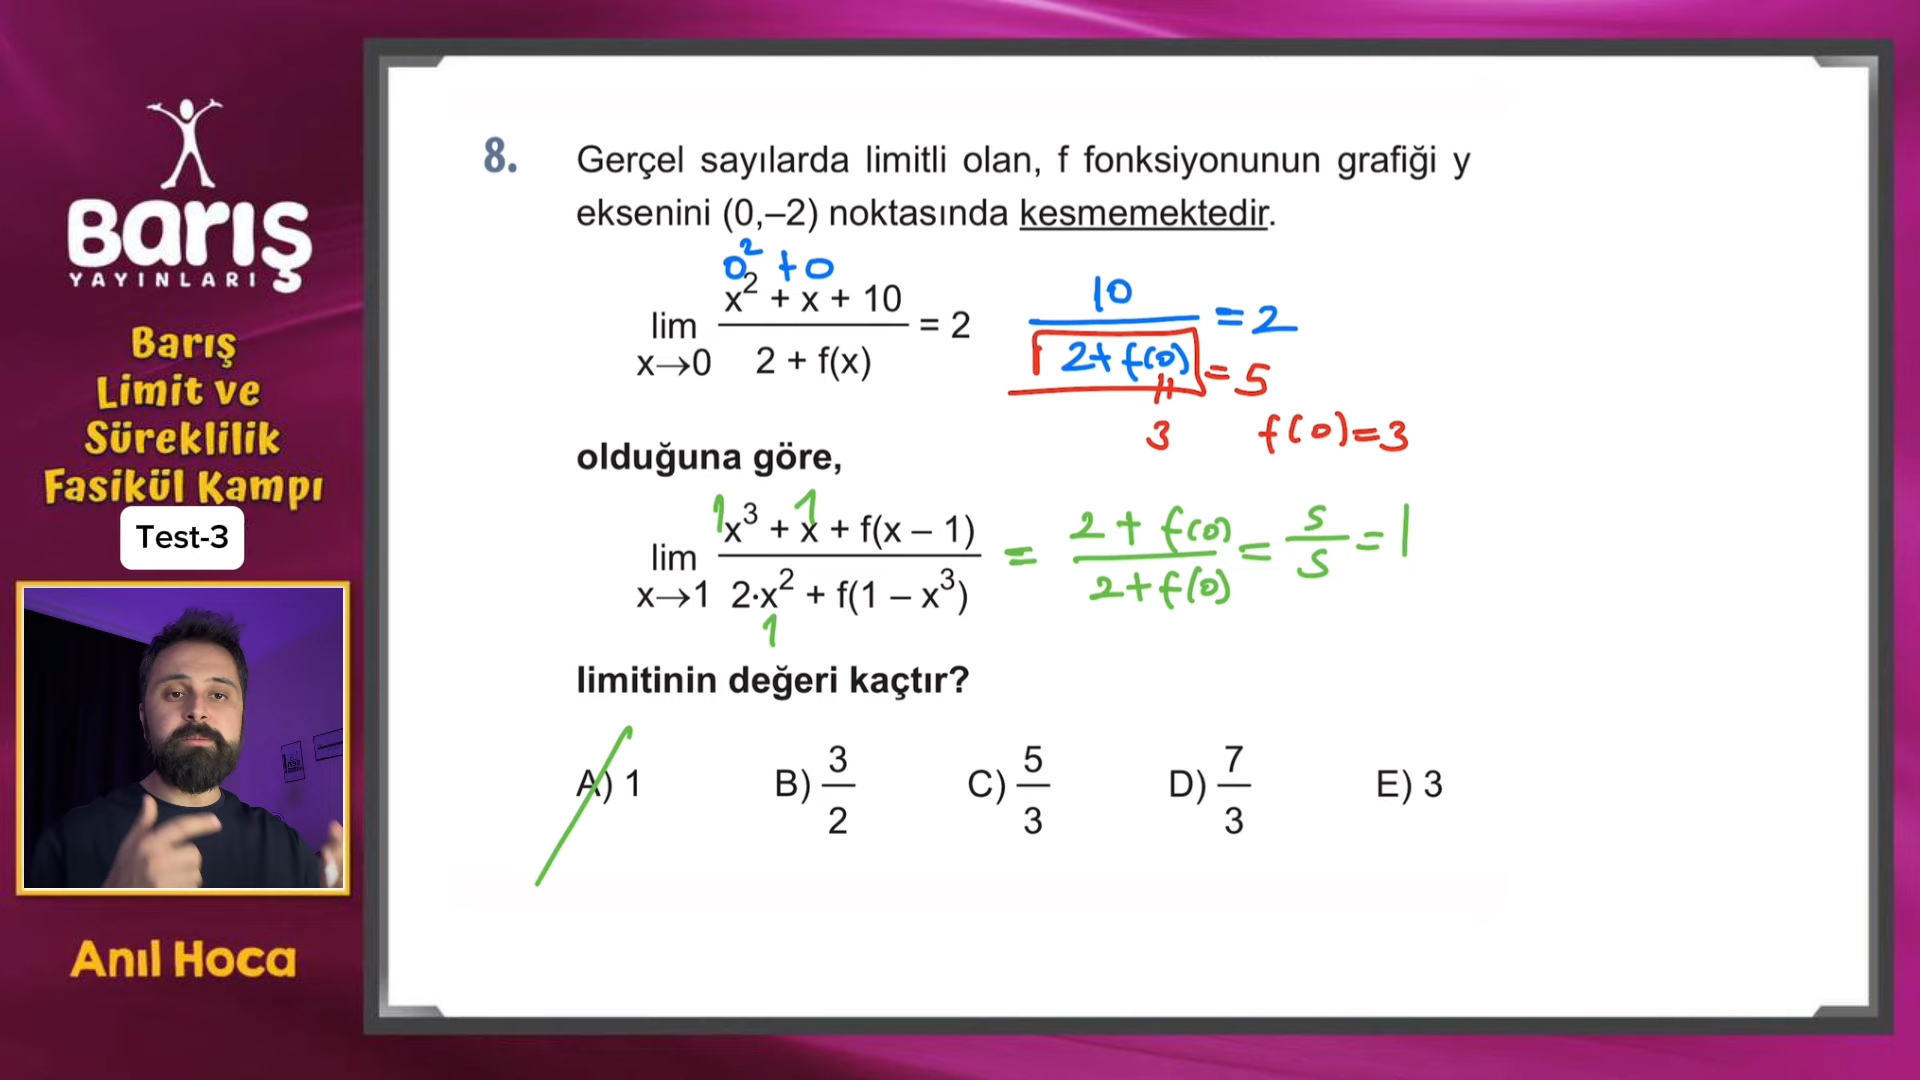 Barış
YAYINLARI
Barış
Limit ve
Süreklilik
Fasikül Kampı
Test-3
Anıl Hoca
8. Gerçel sayılarda limitli olan, f fonksiyonunun grafiği y
eksenini (0,–2) noktasında kesmemektedir.
0² + 0
lim x→0 (x² + x + 10) / (2 + f(x)) = 2
10 / (2 + f(0)) = 2
= 5
3
f(0) = 3
olduğuna göre,
1 1
lim x→1 (x³ + x + f(x – 1)) / (2·x² + f(1 – x³)) = (2 + f(0)) / (2 + f(0)) = 5/5 = 1
1
limitinin değeri kaçtır?
A) 1 B) 3/2 C) 5/3 D) 7/3 E) 3